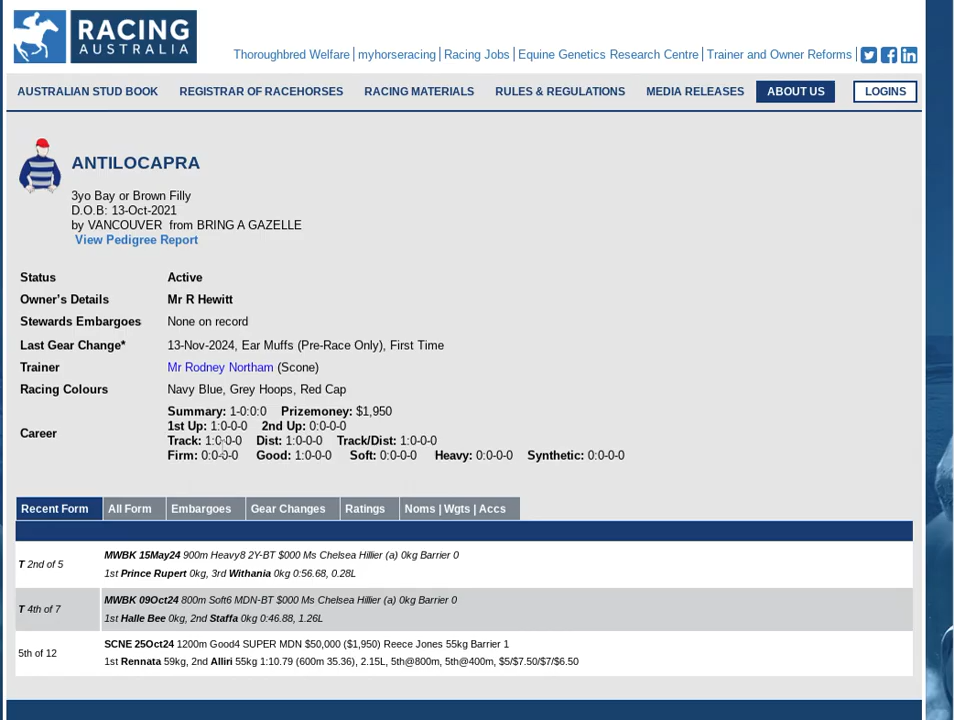 RACING
AUSTRALIA
Thoroughbred Welfare | myhorseracing | Racing Jobs | Equine Genetics Research Centre | Trainer and Owner Reforms |
AUSTRALIAN STUD BOOK REGISTRAR OF RACEHORSES RACING MATERIALS RULES & REGULATIONS MEDIA RELEASES ABOUT US LOGINS
ANTILOCAPRA
3yo Bay or Brown Filly
D.O.B: 13-Oct-2021
by VANCOUVER from BRING A GAZELLE
View Pedigree Report
Status Active
Owner's Details Mr R Hewitt
Stewards Embargoes None on record
Last Gear Change* 13-Nov-2024, Ear Muffs (Pre-Race Only), First Time
Trainer Mr Rodney Northam (Scone)
Racing Colours Navy Blue, Grey Hoops, Red Cap
Career
Summary: 1-0:0:0 Prizemoney: $1,950
1st Up: 1:0-0-0 2nd Up: 0:0-0-0
Track: 1:0-0-0 Dist: 1:0-0-0 Track/Dist: 1:0-0-0
Firm: 0:0-0-0 Good: 1:0-0-0 Soft: 0:0-0-0 Heavy: 0:0-0-0 Synthetic: 0:0-0-0
Recent Form All Form Embargoes Gear Changes Ratings Noms | Wgts | Accs
T 2nd of 5
MWBK 15May24 900m Heavy8 2Y-BT $000 Ms Chelsea Hillier (a) 0kg Barrier 0
1st Prince Rupert 0kg, 3rd Withania 0kg 0:56.68, 0.28L
T 4th of 7
MWBK 09Oct24 800m Soft6 MDN-BT $000 Ms Chelsea Hillier (a) 0kg Barrier 0
1st Halle Bee 0kg, 2nd Staffa 0kg 0:46.88, 1.26L
5th of 12
SCNE 25Oct24 1200m Good4 SUPER MDN $50,000 ($1,950) Reece Jones 55kg Barrier 1
1st Rennata 59kg, 2nd Alliri 55kg 1:10.79 (600m 35.36), 2.15L, 5th@800m, 5th@400m, $5/$7.50/$7/$6.50